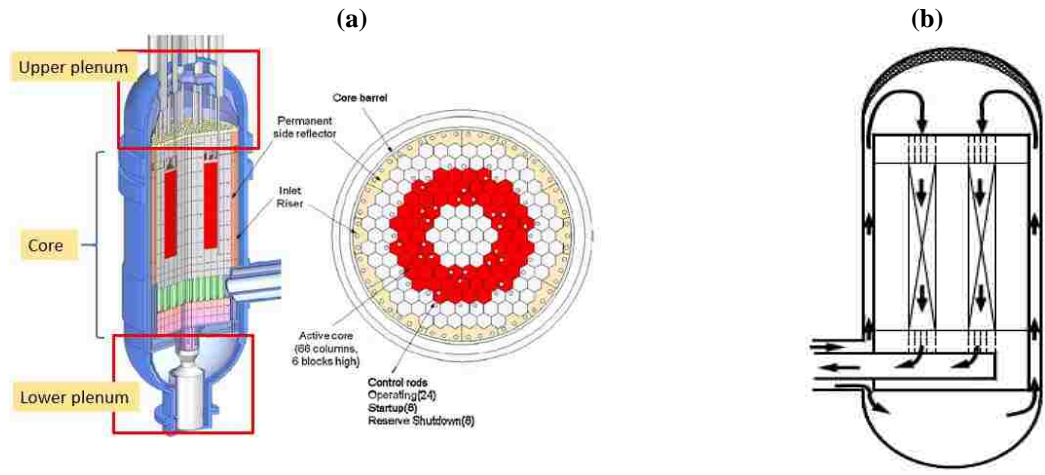 (a)
(b)
Upper plenum
Core
Lower plenum
Core barrel
Permanent
side reflector
Inlet
Riser
Active core
(66 columns,
6 blocks high)
Control rods
Operating(24)
Startup(6)
Reserve Shutdown(6)